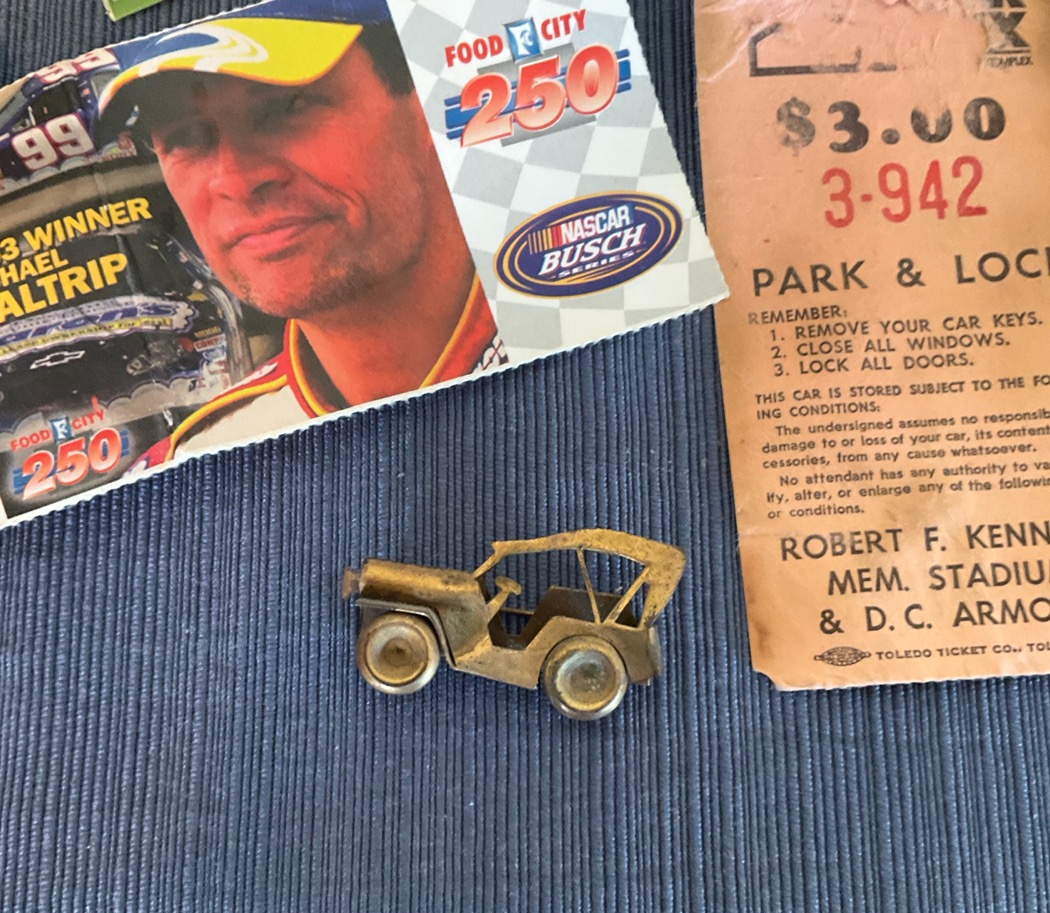 99
99
3 WINNER
HAEL
ALTRIP
FOOD CITY
250
FOOD CITY
250
NASCAR
BUSCH
SERIES
COMPLEX
$3.00
3-942
PARK & LOC
REMEMBER:
1. REMOVE YOUR CAR KEYS.
2. CLOSE ALL WINDOWS.
3. LOCK ALL DOORS.
THIS CAR IS STORED SUBJECT TO THE FO
ING CONDITIONS:
The undersigned assumes no responsib
damage to or loss of your car, its content
cessories, from any cause whatsoever.
No attendant has any authority to va
ify, alter, or enlarge any of the followin
or conditions.
ROBERT F. KENN
MEM. STADIU
& D.C. ARMO
TOLEDO TICKET CO., TOL